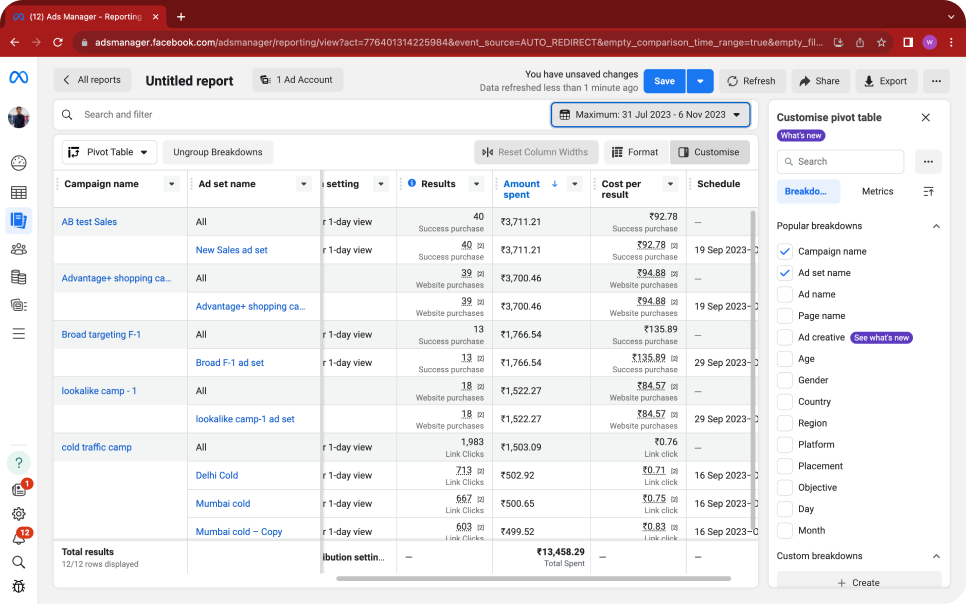 (12) Ads Manager - Reporting
adsmanager.facebook.com/adsmanager/reporting/view?act=776401314225984&event_source=AUTO_REDIRECT&empty_comparison_time_range=true&empty_fil...
W
All reports
Untitled report
1 Ad Account
You have unsaved changes
Data refreshed less than 1 minute ago
Save
Refresh
Share
Export
Search and filter
Maximum: 31 Jul 2023 - 6 Nov 2023
Pivot Table
Ungroup Breakdowns
Reset Column Widths
Format
Customise
Campaign name
Ad set name
setting
Results
Amount spent
Cost per result
Schedule
AB test Sales
All
r 1-day view
40
Success purchase
₹3,711.21
₹92.78
Success purchase
—
New Sales ad set
r 1-day view
40 [2]
Success purchase
₹3,711.21
₹92.78 [2]
Success purchase
19 Sep 2023–
Advantage+ shopping ca...
All
r 1-day view
39 [2]
Website purchases
₹3,700.46
₹94.88 [2]
Website purchases
—
Advantage+ shopping ca...
r 1-day view
39 [2]
Website purchases
₹3,700.46
₹94.88 [2]
Website purchases
19 Sep 2023–
Broad targeting F-1
All
r 1-day view
13
Success purchase
₹1,766.54
₹135.89
Success purchase
—
Broad F-1 ad set
r 1-day view
13 [2]
Success purchase
₹1,766.54
₹135.89 [2]
Success purchase
29 Sep 2023–
lookalike camp - 1
All
r 1-day view
18 [2]
Website purchases
₹1,522.27
₹84.57 [2]
Website purchases
—
lookalike camp-1 ad set
r 1-day view
18 [2]
Website purchases
₹1,522.27
₹84.57 [2]
Website purchases
29 Sep 2023–
cold traffic camp
All
r 1-day view
1,983
Link Clicks
₹1,503.09
₹0.76
Link click
—
Delhi Cold
r 1-day view
713 [2]
Link Clicks
₹502.92
₹0.71 [2]
Link click
16 Sep 2023–
Mumbai cold
r 1-day view
667 [2]
Link Clicks
₹500.65
₹0.75 [2]
Link click
16 Sep 2023–
Mumbai cold – Copy
r 1-day view
603 [2]
Link Clicks
₹499.52
₹0.83 [2]
Link click
16 Sep 2023–
Total results
12/12 rows displayed
ibution settin...
—
₹13,458.29
Total Spent
—
—
Customise pivot table
What's new
Search
Breakdo...
Metrics
Popular breakdowns
Campaign name
Ad set name
Ad name
Page name
Ad creative
See what's new
Age
Gender
Country
Region
Platform
Placement
Objective
Day
Month
Custom breakdowns
+ Create
?
1
12